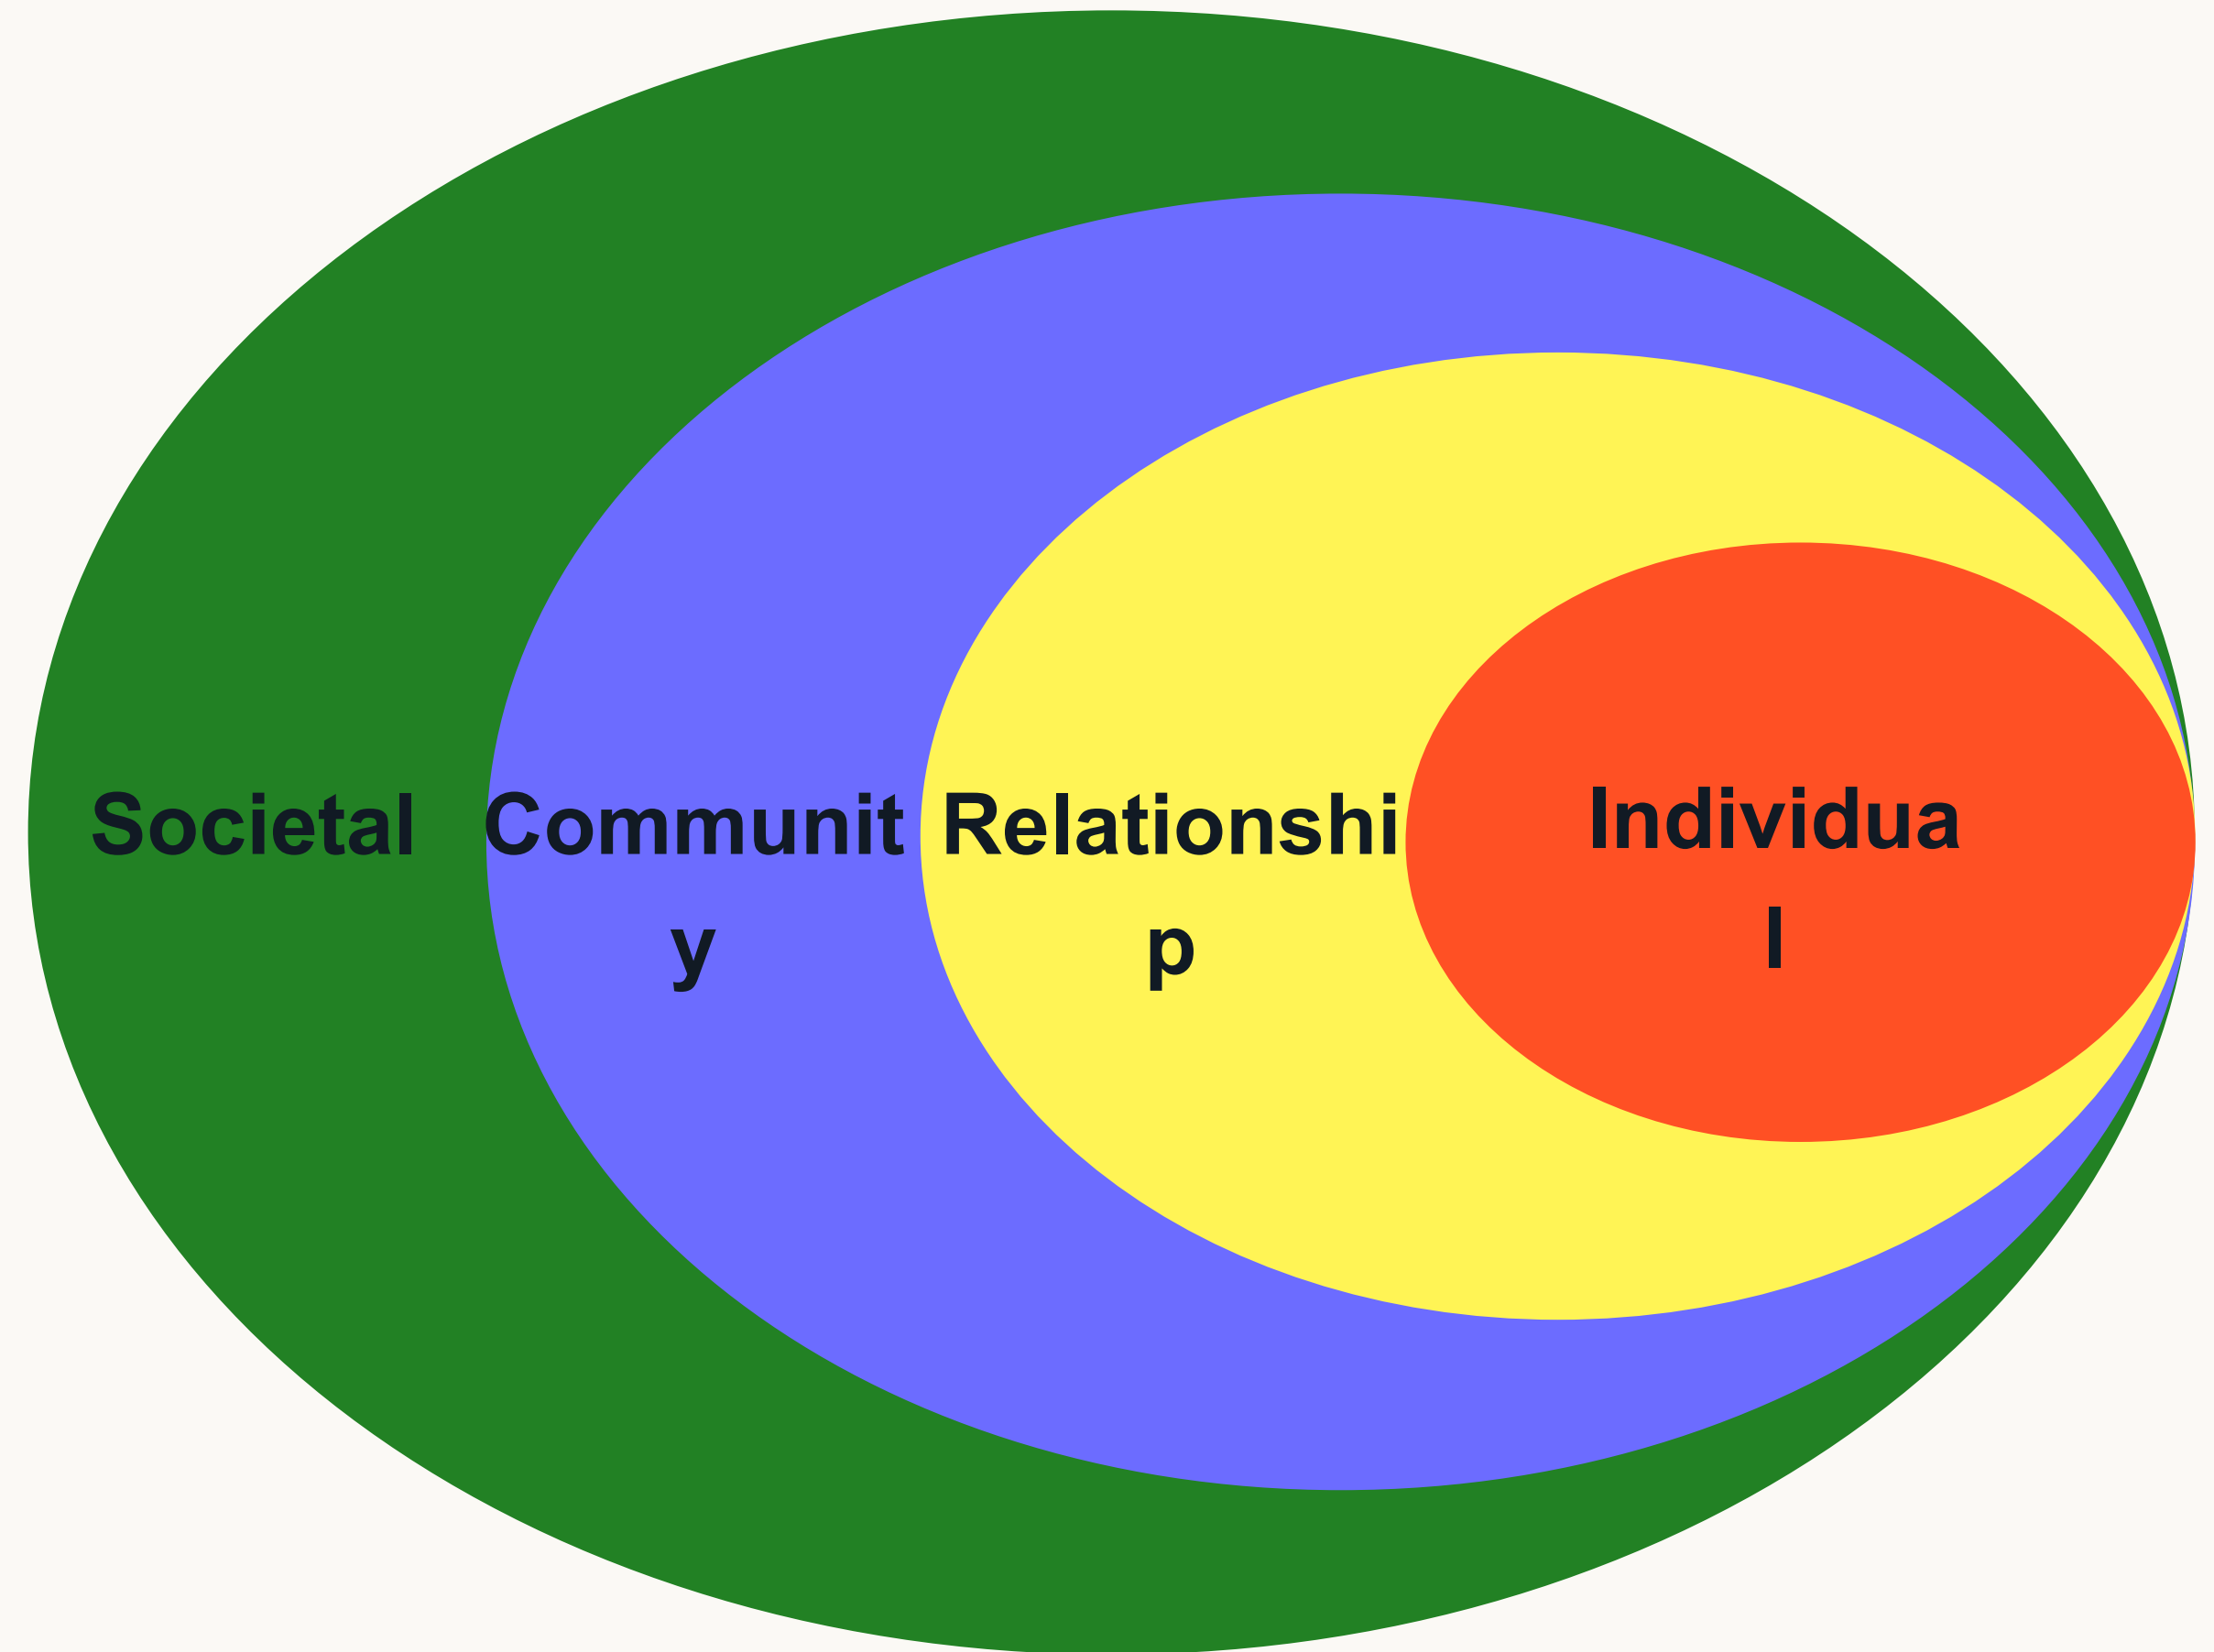 Societal
Communit
y
Relationshi
p
Individua
l